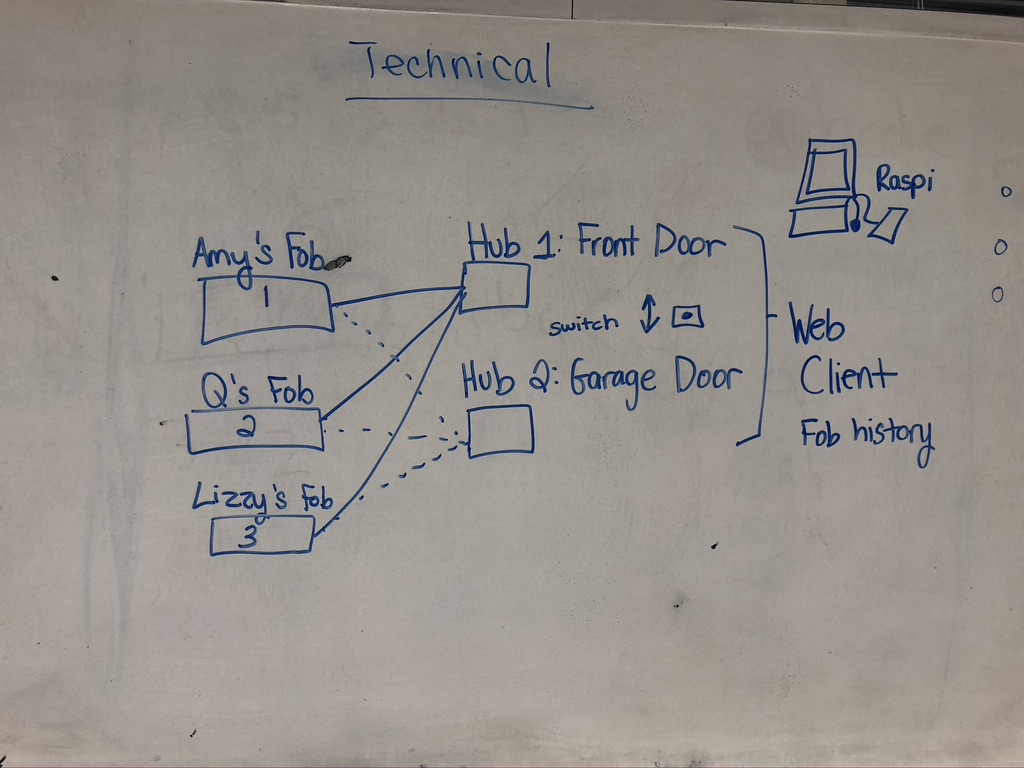 Technical
Raspi
Amy's Fob
1
Hub 1: Front Door
switch
Q's Fob
2
Hub 2: Garage Door
Lizzy's Fob
3
Web
Client
Fob history